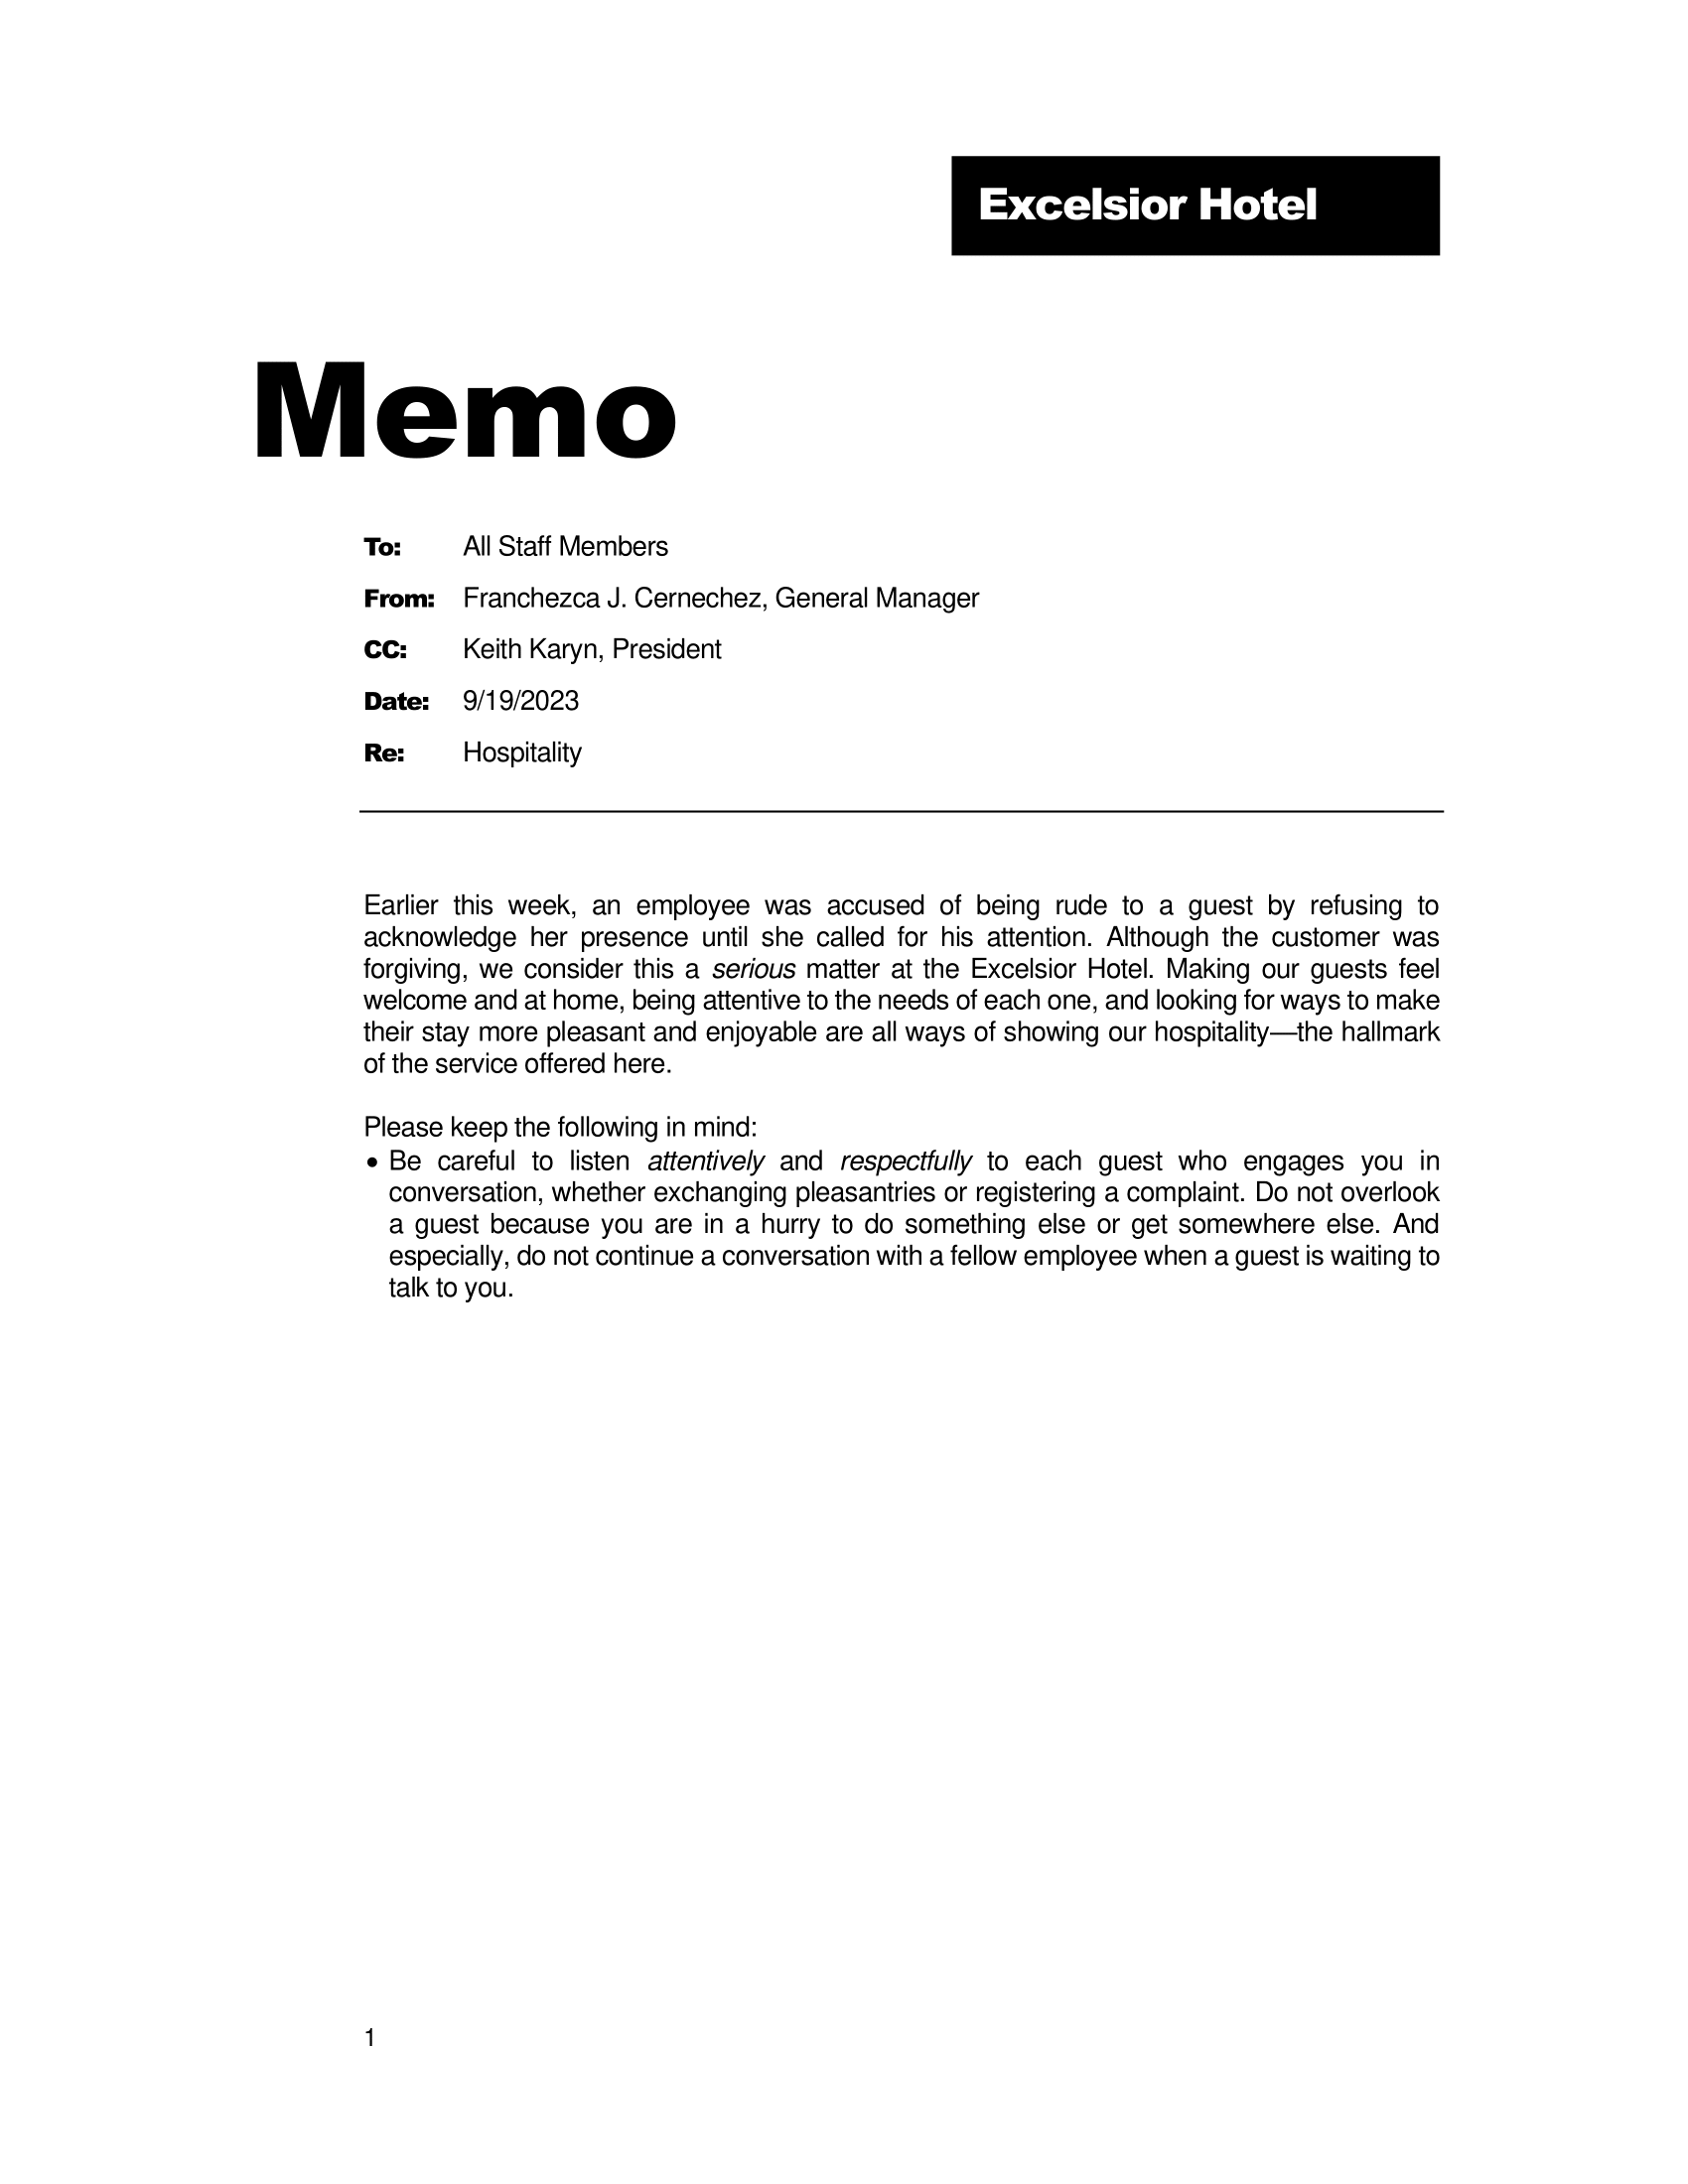 Excelsior Hotel
Memo
To: All Staff Members
From: Franchezca J. Cernechez, General Manager
CC: Keith Karyn, President
Date: 9/19/2023
Re: Hospitality
Earlier this week, an employee was accused of being rude to a guest by refusing to
acknowledge her presence until she called for his attention. Although the customer was
forgiving, we consider this a serious matter at the Excelsior Hotel. Making our guests feel
welcome and at home, being attentive to the needs of each one, and looking for ways to make
their stay more pleasant and enjoyable are all ways of showing our hospitality—the hallmark
of the service offered here.
Please keep the following in mind:
• Be careful to listen attentively and respectfully to each guest who engages you in
conversation, whether exchanging pleasantries or registering a complaint. Do not overlook
a guest because you are in a hurry to do something else or get somewhere else. And
especially, do not continue a conversation with a fellow employee when a guest is waiting to
talk to you.
1